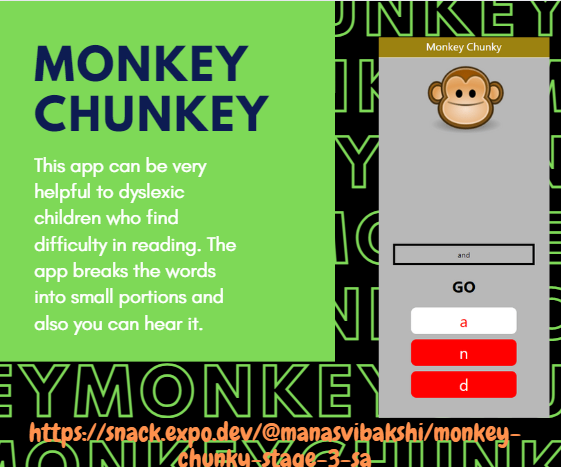 MONKEY
CHUNKEY
This app can be very
helpful to dyslexic
children who find
difficulty in reading. The
app breaks the words
into small portions and
also you can hear it.
Monkey Chunky
and
GO
a
n
d
EYMONKEY
https://snack.expo.dev/@manasvibakshi/monkey-
chunky-stage-3-sa